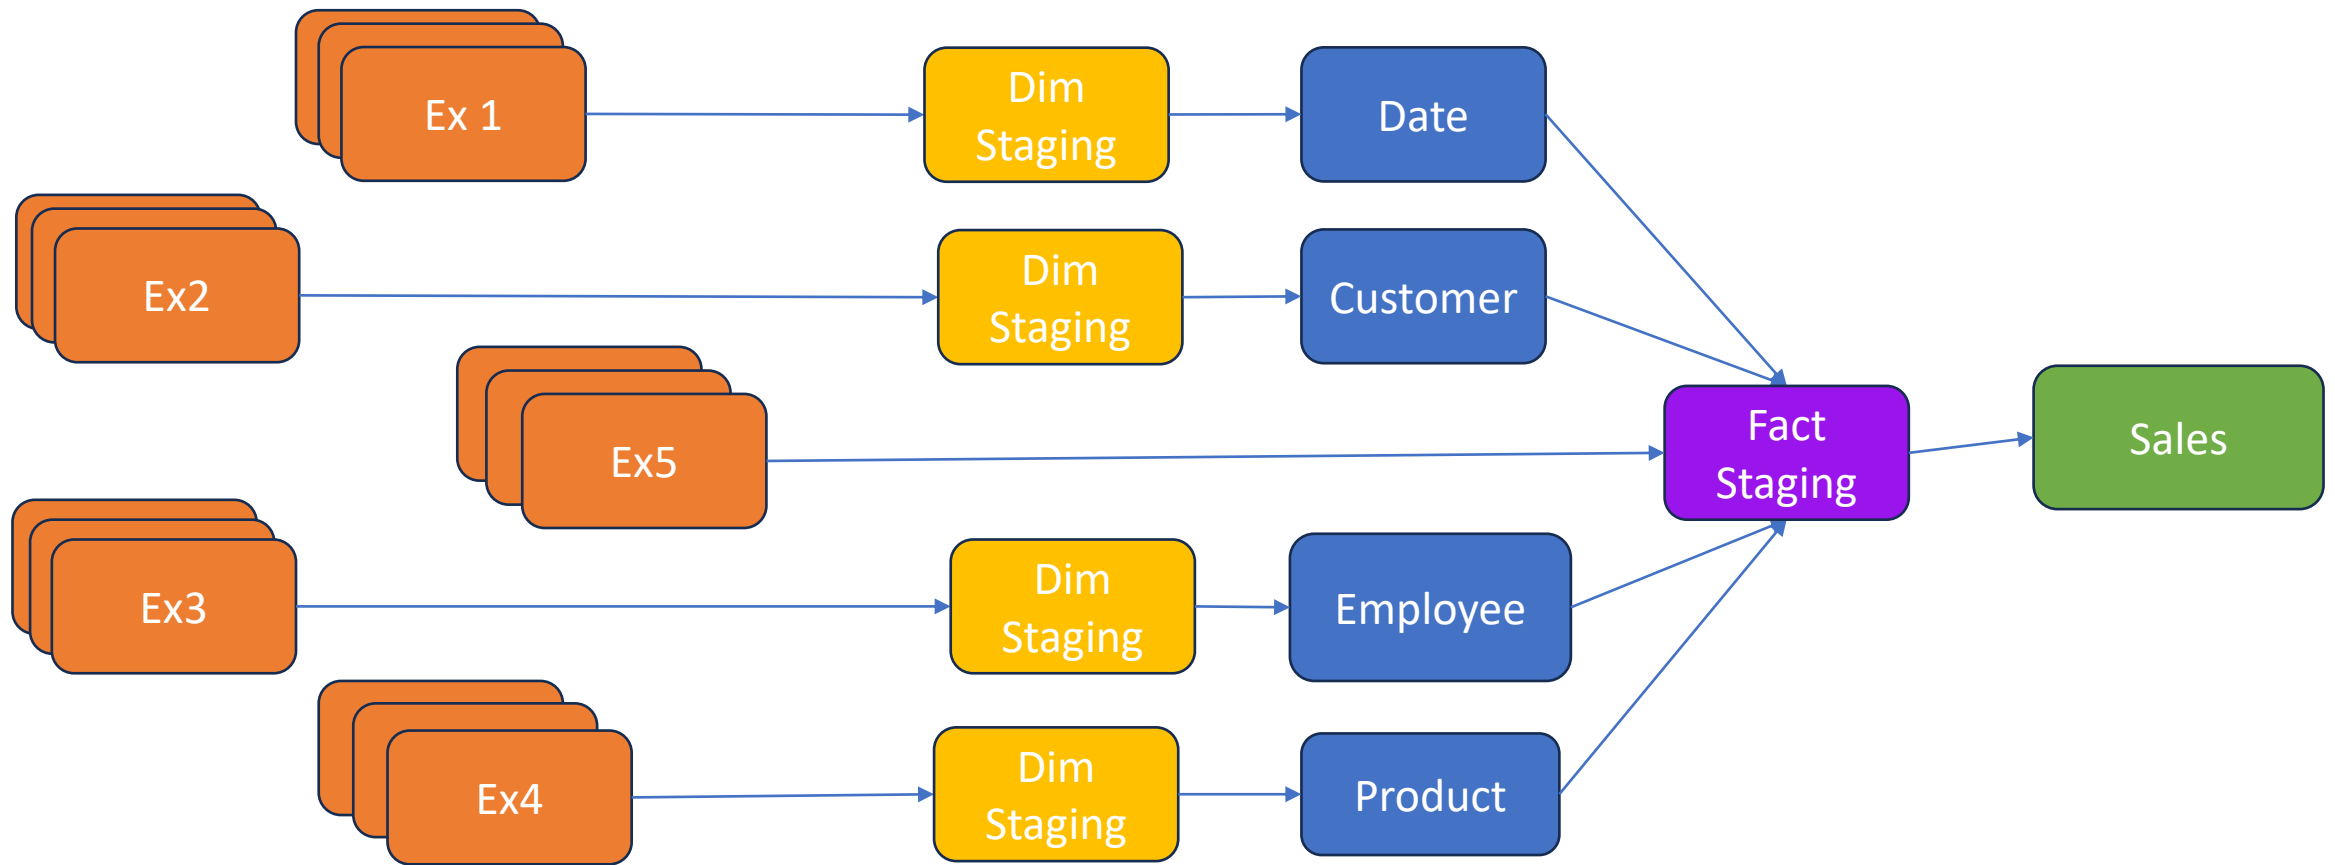 Ex 1
Dim
Staging
Date
Ex2
Dim
Staging
Customer
Ex5
Fact
Staging
Sales
Ex3
Dim
Staging
Employee
Ex4
Dim
Staging
Product